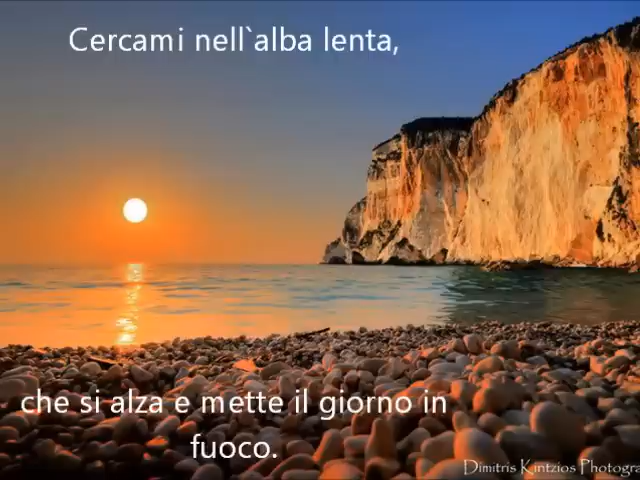 Cercami nell`alba lenta,
che si alza e mette il giorno in
fuoco.
Dimitris Kintzios Photogra